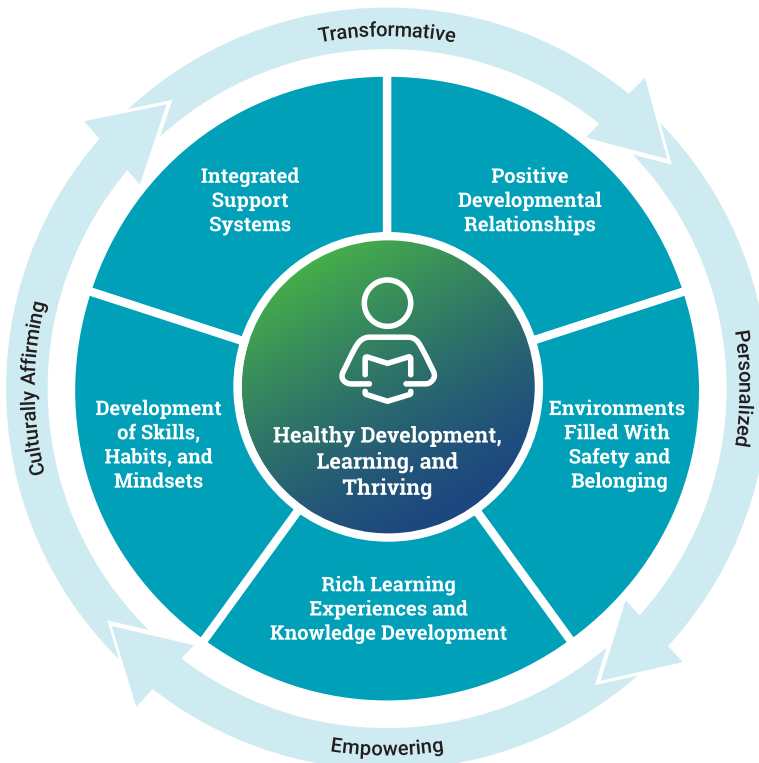 Transformative
Integrated
Support
Systems
Positive
Developmental
Relationships
Culturally Affirming
Personalized
Development
of Skills,
Habits, and
Mindsets
Healthy Development,
Learning, and
Thriving
Environments
Filled With
Safety and
Belonging
Rich Learning
Experiences and
Knowledge Development
Empowering